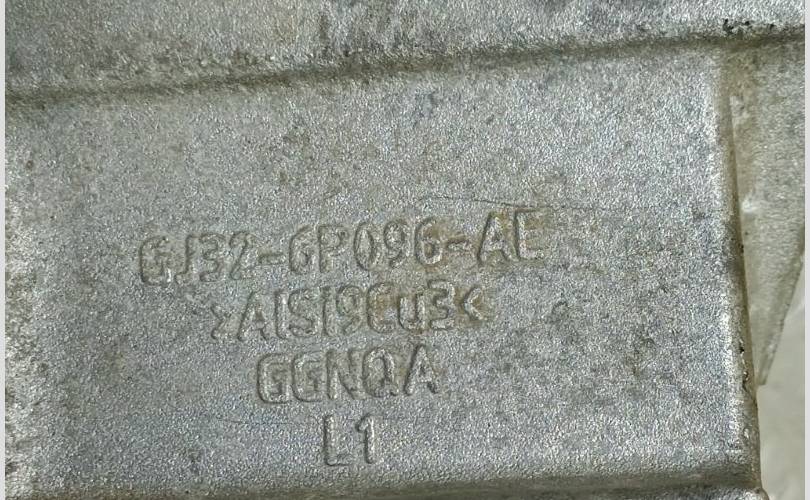 GJ32-6P096-AE
>AlSi9Cu3<
GGNQA
L1